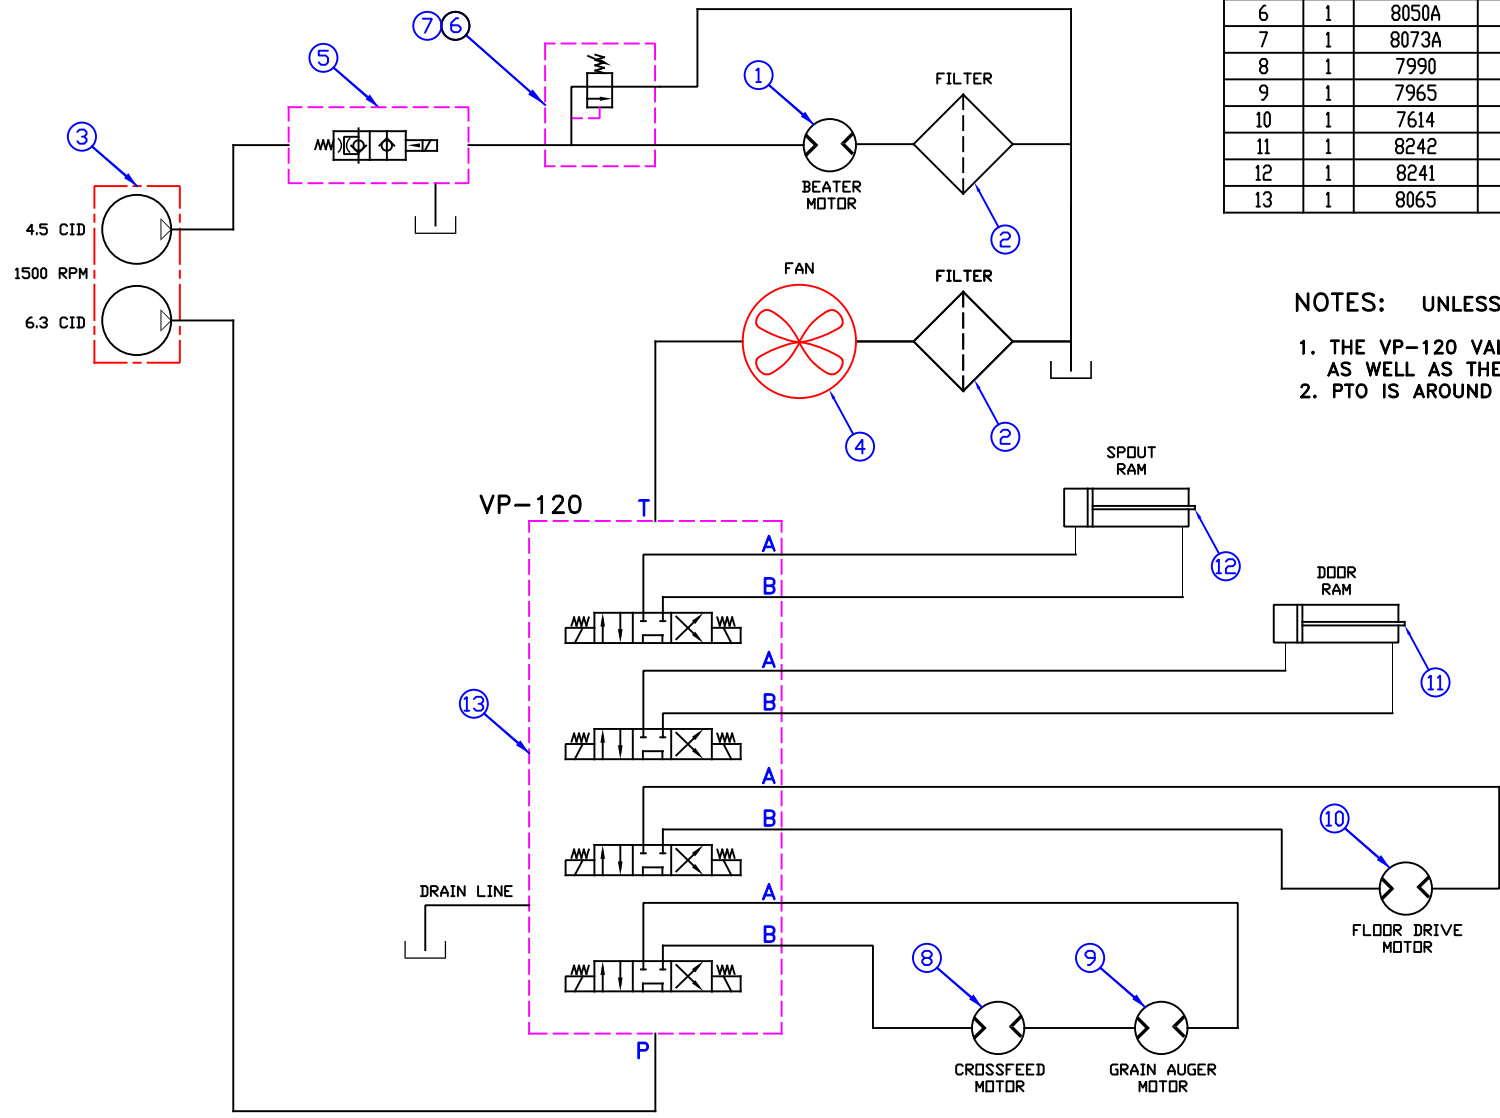 7 6
5
3
1
FILTER
BEATER
MOTOR
2
4.5 CID
1500 RPM
6.3 CID
FAN
FILTER
4
2
6 1 8050A
7 1 8073A
8 1 7990
9 1 7965
10 1 7614
11 1 8242
12 1 8241
13 1 8065
NOTES: UNLESS
1. THE VP-120 VAL
AS WELL AS THE
2. PTO IS AROUND
VP-120
T
A
B
SPOUT
RAM
12
DOOR
RAM
11
A
B
13
A
B
10
FLOOR DRIVE
MOTOR
DRAIN LINE
A
B
8
9
CROSSFEED
MOTOR
GRAIN AUGER
MOTOR
P